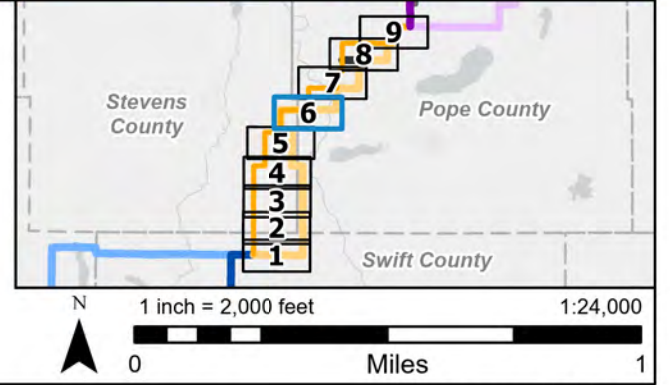 9
8
7
Stevens
County
Pope County
6
5
4
3
2
1
Swift County
N
1 inch = 2,000 feet
1:24,000
0
Miles
1